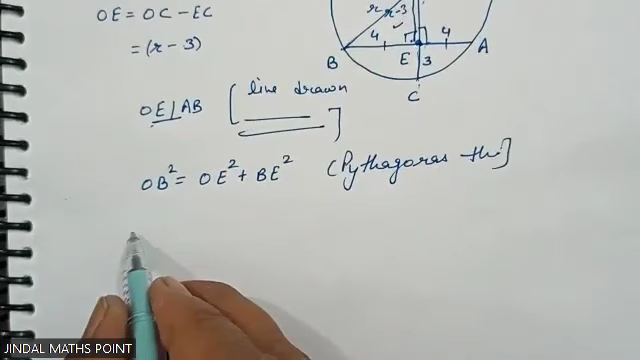 OE = OC - EC
= (r - 3)
r r-3
4 4
B E 3 A
C
OE⊥AB [line drawn
]
OB² = OE² + BE² (Pythagoras th]
JINDAL MATHS POINT